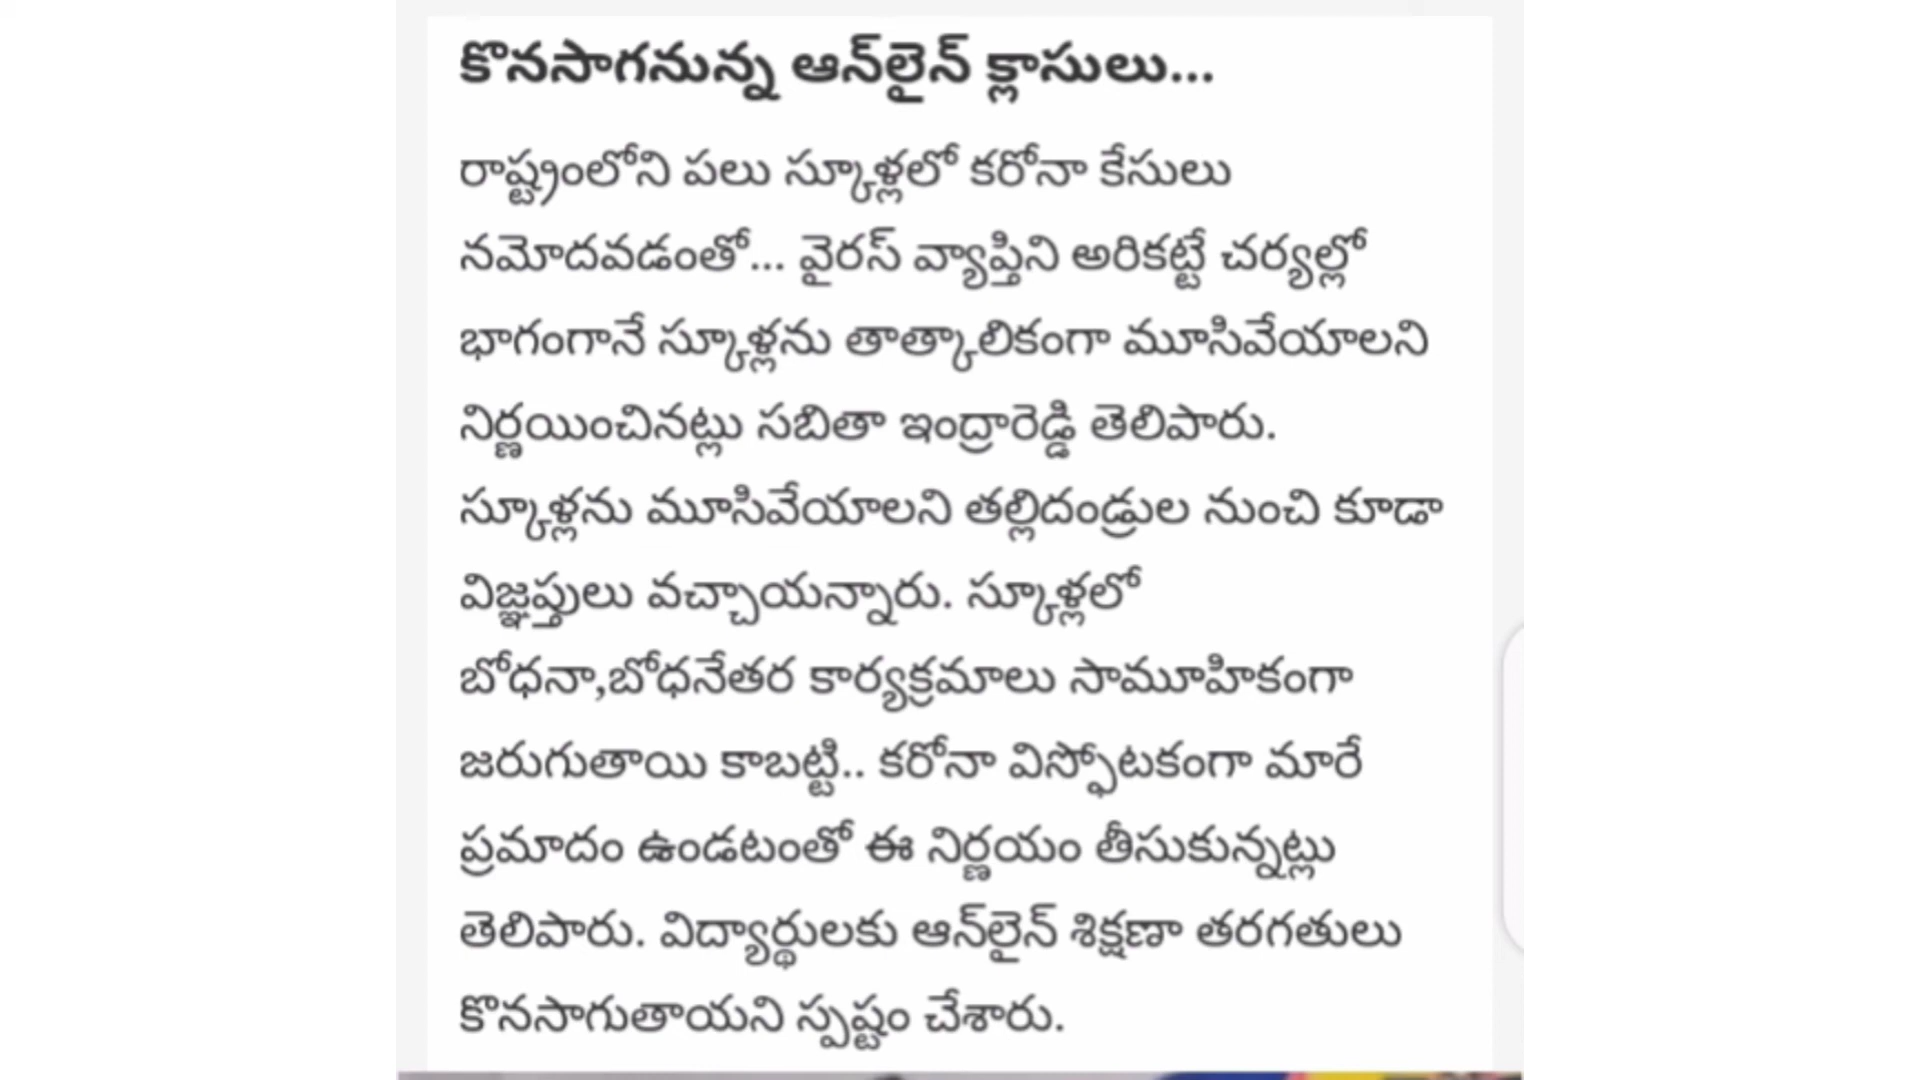 కొనసాగనున్న ఆన్‌లైన్ క్లాసులు...
రాష్ట్రంలోని పలు స్కూళ్లలో కరోనా కేసులు
నమోదవడంతో... వైరస్ వ్యాప్తిని అరికట్టే చర్యల్లో
భాగంగానే స్కూళ్లను తాత్కాలికంగా మూసివేయాలని
నిర్ణయించినట్లు సబితా ఇంద్రారెడ్డి తెలిపారు.
స్కూళ్లను మూసివేయాలని తల్లిదండ్రుల నుంచి కూడా
విజ్ఞప్తులు వచ్చాయన్నారు. స్కూళ్లలో
బోధనా,బోధనేతర కార్యక్రమాలు సామూహికంగా
జరుగుతాయి కాబట్టి.. కరోనా విస్ఫోటకంగా మారే
ప్రమాదం ఉండటంతో ఈ నిర్ణయం తీసుకున్నట్లు
తెలిపారు. విద్యార్థులకు ఆన్‌లైన్ శిక్షణా తరగతులు
కొనసాగుతాయని స్పష్టం చేశారు.